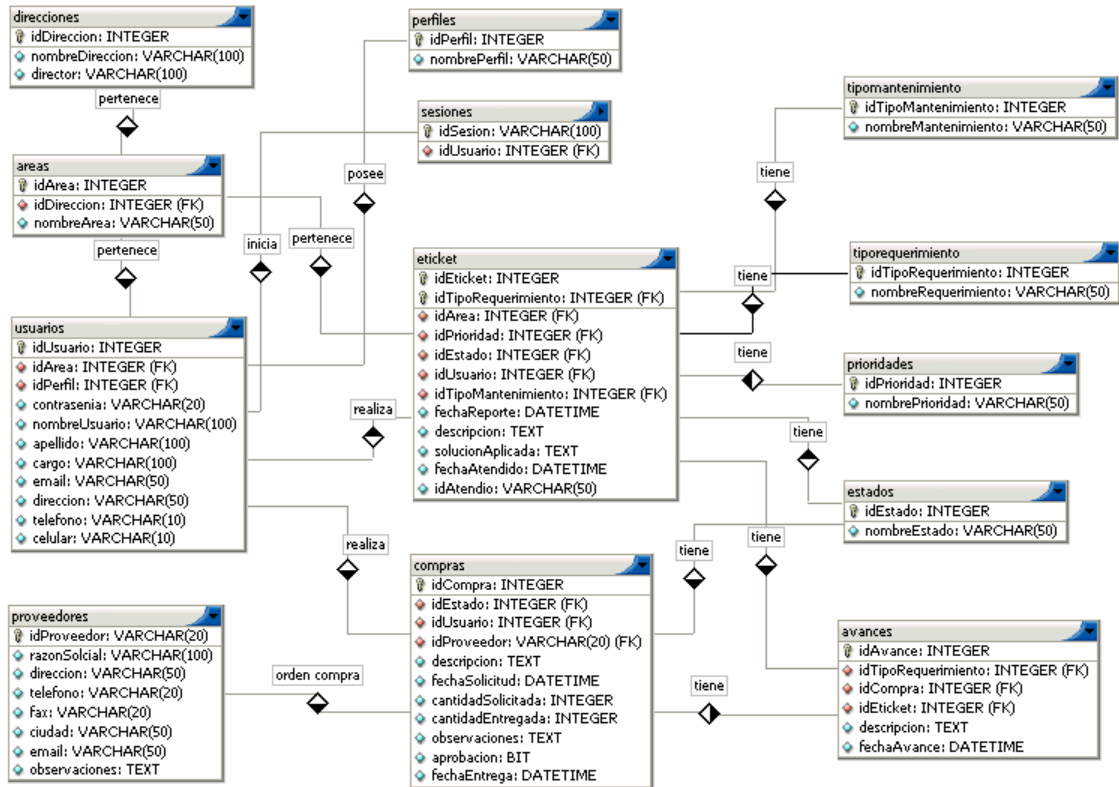 direcciones
idDireccion: INTEGER
nombreDireccion: VARCHAR(100)
director: VARCHAR(100)
pertenece
areas
idArea: INTEGER
idDireccion: INTEGER (FK)
nombreArea: VARCHAR(50)
pertenece
usuarios
idUsuario: INTEGER
idArea: INTEGER (FK)
idPerfil: INTEGER (FK)
contrasenia: VARCHAR(20)
nombreUsuario: VARCHAR(100)
apellido: VARCHAR(100)
cargo: VARCHAR(100)
email: VARCHAR(50)
direccion: VARCHAR(50)
telefono: VARCHAR(10)
celular: VARCHAR(10)
proveedores
idProveedor: VARCHAR(20)
razonSolcial: VARCHAR(100)
direccion: VARCHAR(50)
telefono: VARCHAR(20)
fax: VARCHAR(20)
ciudad: VARCHAR(50)
email: VARCHAR(50)
observaciones: TEXT
inicia
posee
pertenece
realiza
realiza
orden compra
perfiles
idPerfil: INTEGER
nombrePerfil: VARCHAR(50)
sesiones
idSesion: VARCHAR(100)
idUsuario: INTEGER (FK)
eticket
idEticket: INTEGER
idTipoRequerimiento: INTEGER (FK)
idArea: INTEGER (FK)
idPrioridad: INTEGER (FK)
idEstado: INTEGER (FK)
idUsuario: INTEGER (FK)
idTipoMantenimiento: INTEGER (FK)
fechaReporte: DATETIME
descripcion: TEXT
solucionAplicada: TEXT
fechaAtendido: DATETIME
idAtendio: VARCHAR(50)
compras
idCompra: INTEGER
idEstado: INTEGER (FK)
idUsuario: INTEGER (FK)
idProveedor: VARCHAR(20) (FK)
descripcion: TEXT
fechaSolicitud: DATETIME
cantidadSolicitada: INTEGER
cantidadEntregada: INTEGER
observaciones: TEXT
aprobacion: BIT
fechaEntrega: DATETIME
tiene
tiene
tiene
tiene
tiene
tiene
tiene
tipomantenimiento
idTipoMantenimiento: INTEGER
nombreMantenimiento: VARCHAR(50)
tiporequerimiento
idTipoRequerimiento: INTEGER
nombreRequerimiento: VARCHAR(50)
prioridades
idPrioridad: INTEGER
nombrePrioridad: VARCHAR(50)
estados
idEstado: INTEGER
nombreEstado: VARCHAR(50)
avances
idAvance: INTEGER
idTipoRequerimiento: INTEGER (FK)
idCompra: INTEGER (FK)
idEticket: INTEGER (FK)
descripcion: TEXT
fechaAvance: DATETIME